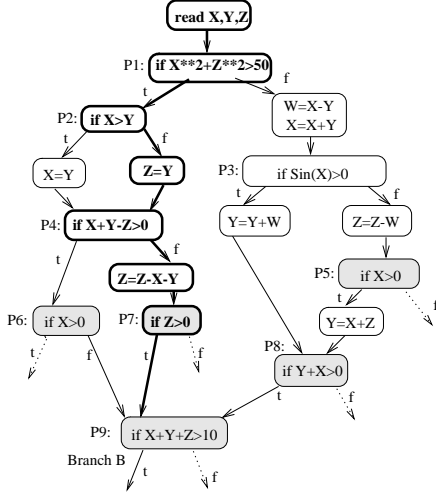 read X,Y,Z
P1: if X**2+Z**2>50
t f
P2: if X>Y
W=X-Y
X=X+Y
t f
X=Y Z=Y
P3: if Sin(X)>0
t f
P4: if X+Y-Z>0
Y=Y+W Z=Z-W
t f
Z=Z-X-Y
P5: if X>0
t f
P6: if X>0
P7: if Z>0
Y=X+Z
t f t f
P8: if Y+X>0
t f
P9: if X+Y+Z>10
Branch B
t f